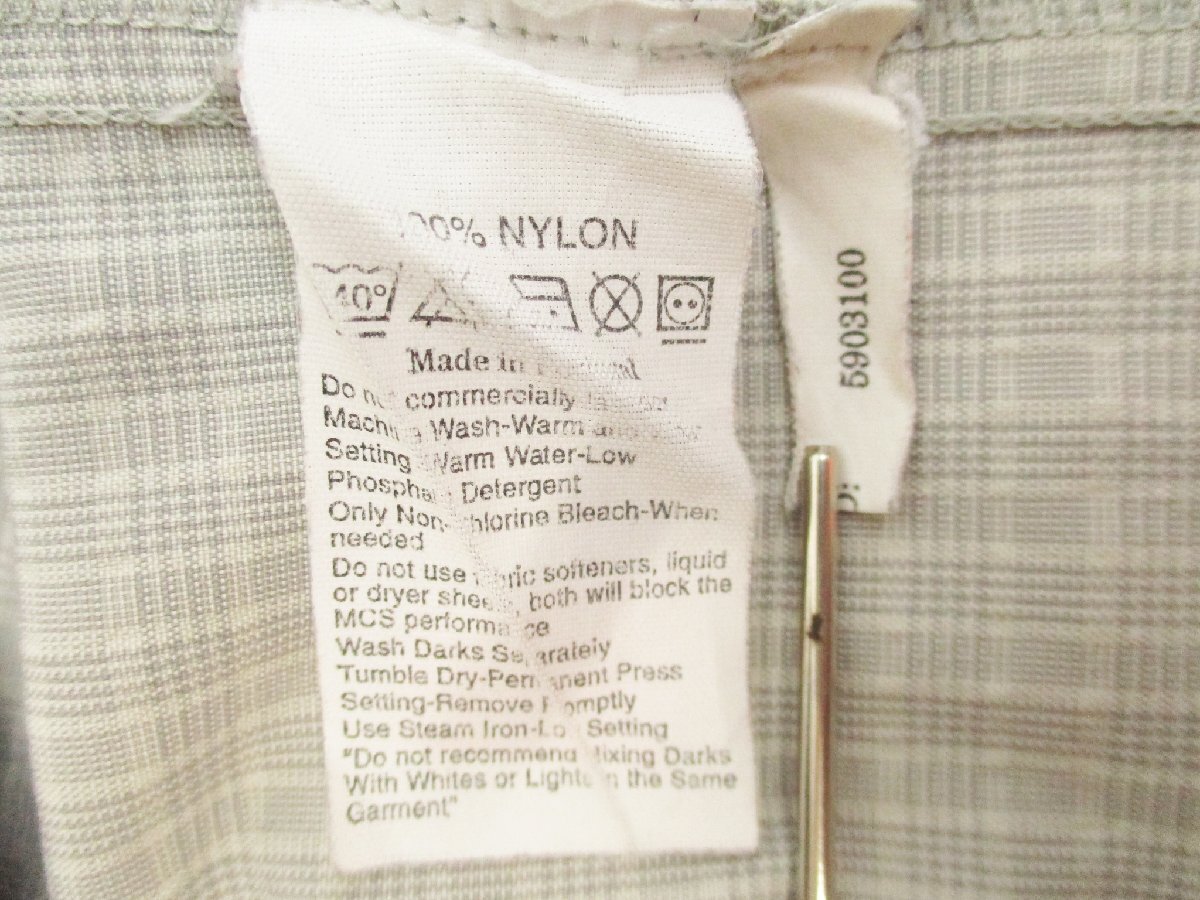 100% NYLON
40°
Made in Portugal
Do not commercially
Machine Wash-Warm
Setting Warm Water-Low
Phosphate Detergent
Only Non-chlorine Bleach-When
needed
Do not use fabric softeners, liquid
or dryer sheets, both will block the
MCS performance
Wash Darks Separately
Tumble Dry-Permanent Press
Setting-Remove Promptly
Use Steam Iron-Low Setting
"Do not recommend Mixing Darks
With Whites or Lights in the Same
Garment"
5903100